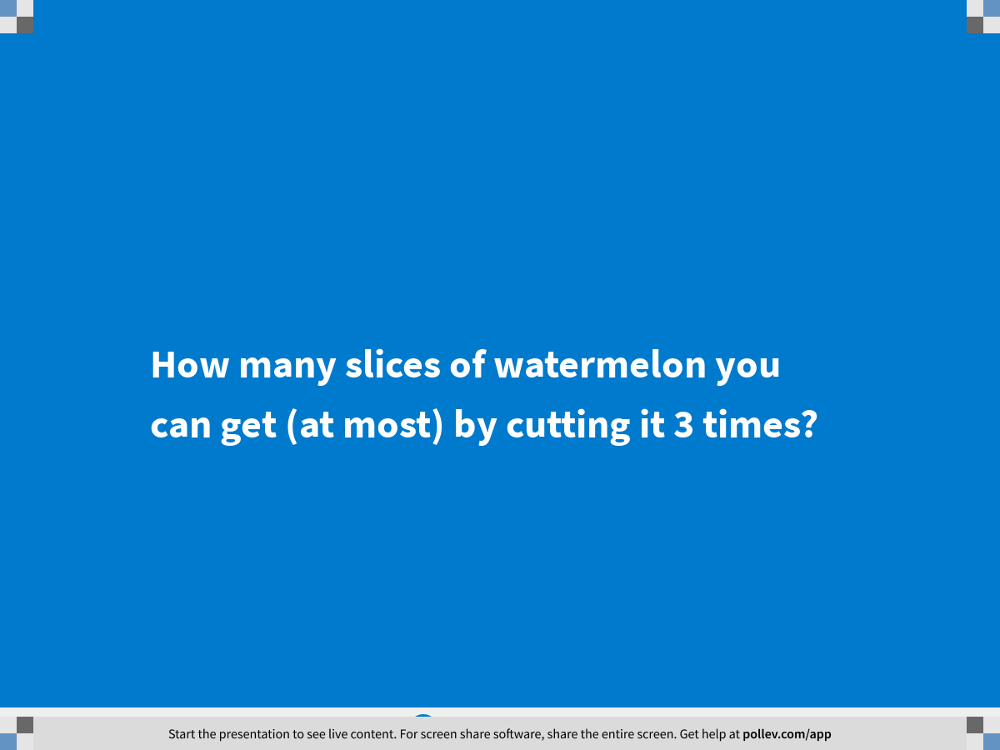 How many slices of watermelon you
can get (at most) by cutting it 3 times?
Start the presentation to see live content. For screen share software, share the entire screen. Get help at pollev.com/app